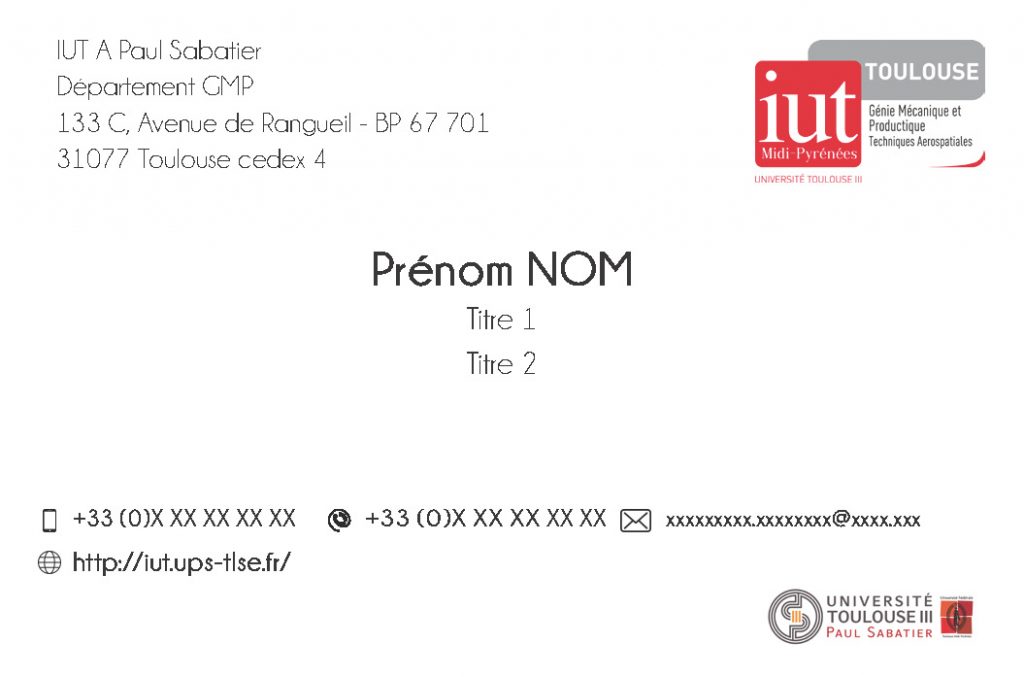 IUT A Paul Sabatier
Département GMP
133 C, Avenue de Rangueil - BP 67 701
31077 Toulouse cedex 4
TOULOUSE
iut
Midi-Pyrénées
Génie Mécanique et
Productique
Techniques Aerospatiales
UNIVERSITÉ TOULOUSE III
Prénom NOM
Titre 1
Titre 2
+33 (0)X XX XX XX XX
+33 (0)X XX XX XX XX
xxxxxxxxx.xxxxxxxx@xxxx.xxx
http://iut.ups-tlse.fr/
UNIVERSITÉ
TOULOUSE III
PAUL SABATIER